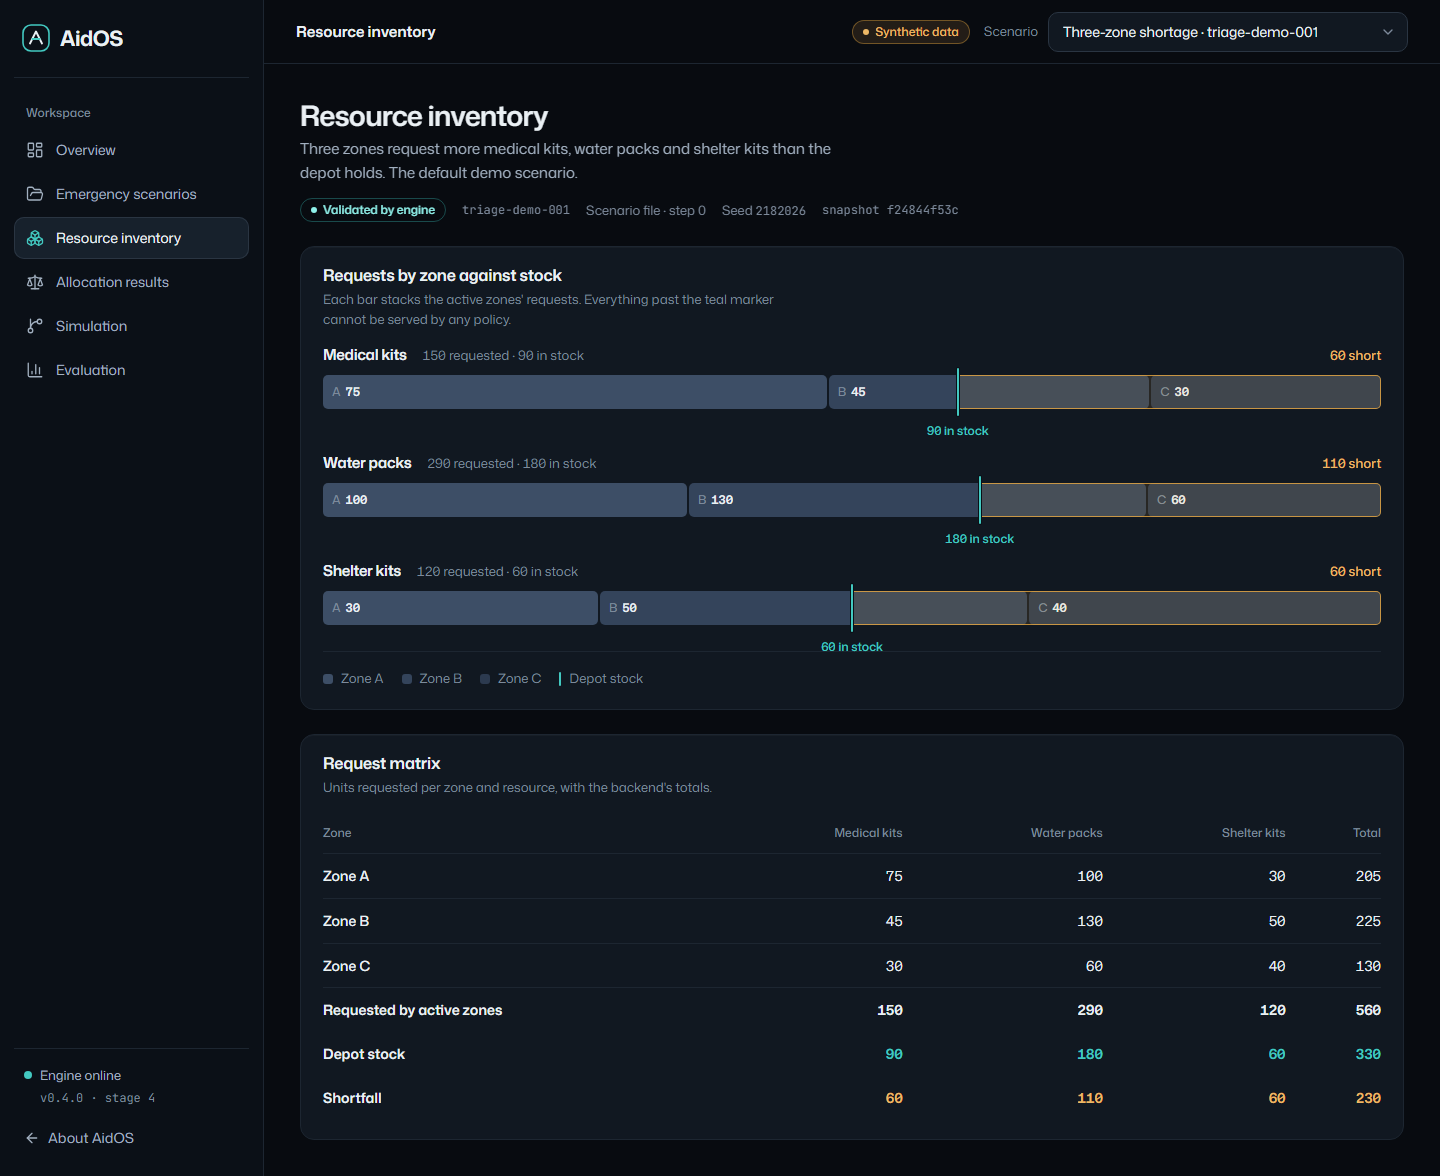 AidOS
Resource inventory
Synthetic data
Scenario
Three-zone shortage · triage-demo-001
Workspace
Overview
Emergency scenarios
Resource inventory
Allocation results
Simulation
Evaluation
Engine online
v0.4.0 · stage 4
About AidOS
Resource inventory
Three zones request more medical kits, water packs and shelter kits than the
depot holds. The default demo scenario.
Validated by engine
triage-demo-001
Scenario file · step 0
Seed 2182026
snapshot f24844f53c
Requests by zone against stock
Each bar stacks the active zones' requests. Everything past the teal marker
cannot be served by any policy.
Medical kits 150 requested · 90 in stock 60 short
A 75 B 45 C 30
90 in stock
Water packs 290 requested · 180 in stock 110 short
A 100 B 130 C 60
180 in stock
Shelter kits 120 requested · 60 in stock 60 short
A 30 B 50 C 40
60 in stock
Zone A Zone B Zone C Depot stock
Request matrix
Units requested per zone and resource, with the backend's totals.
Zone Medical kits Water packs Shelter kits Total
Zone A 75 100 30 205
Zone B 45 130 50 225
Zone C 30 60 40 130
Requested by active zones 150 290 120 560
Depot stock 90 180 60 330
Shortfall 60 110 60 230